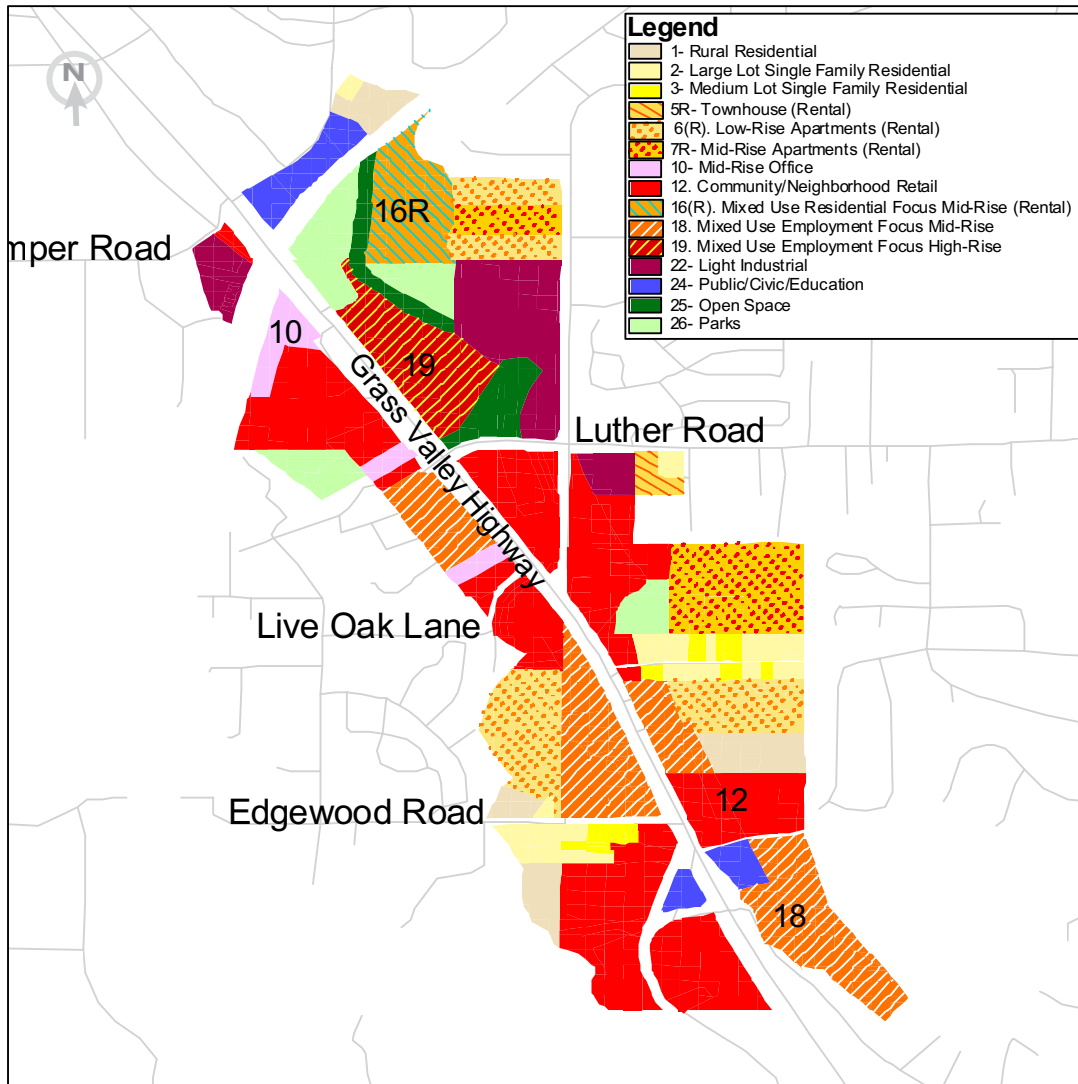 Legend
1- Rural Residential
2- Large Lot Single Family Residential
3- Medium Lot Single Family Residential
5R- Townhouse (Rental)
6(R). Low-Rise Apartments (Rental)
7R- Mid-Rise Apartments (Rental)
10- Mid-Rise Office
12. Community/Neighborhood Retail
16(R). Mixed Use Residential Focus Mid-Rise (Rental)
18. Mixed Use Employment Focus Mid-Rise
19. Mixed Use Employment Focus High-Rise
22- Light Industrial
24- Public/Civic/Education
25- Open Space
26- Parks
N
16R
mper Road
10
19
Grass Valley Highway
Luther Road
Live Oak Lane
Edgewood Road
12
18